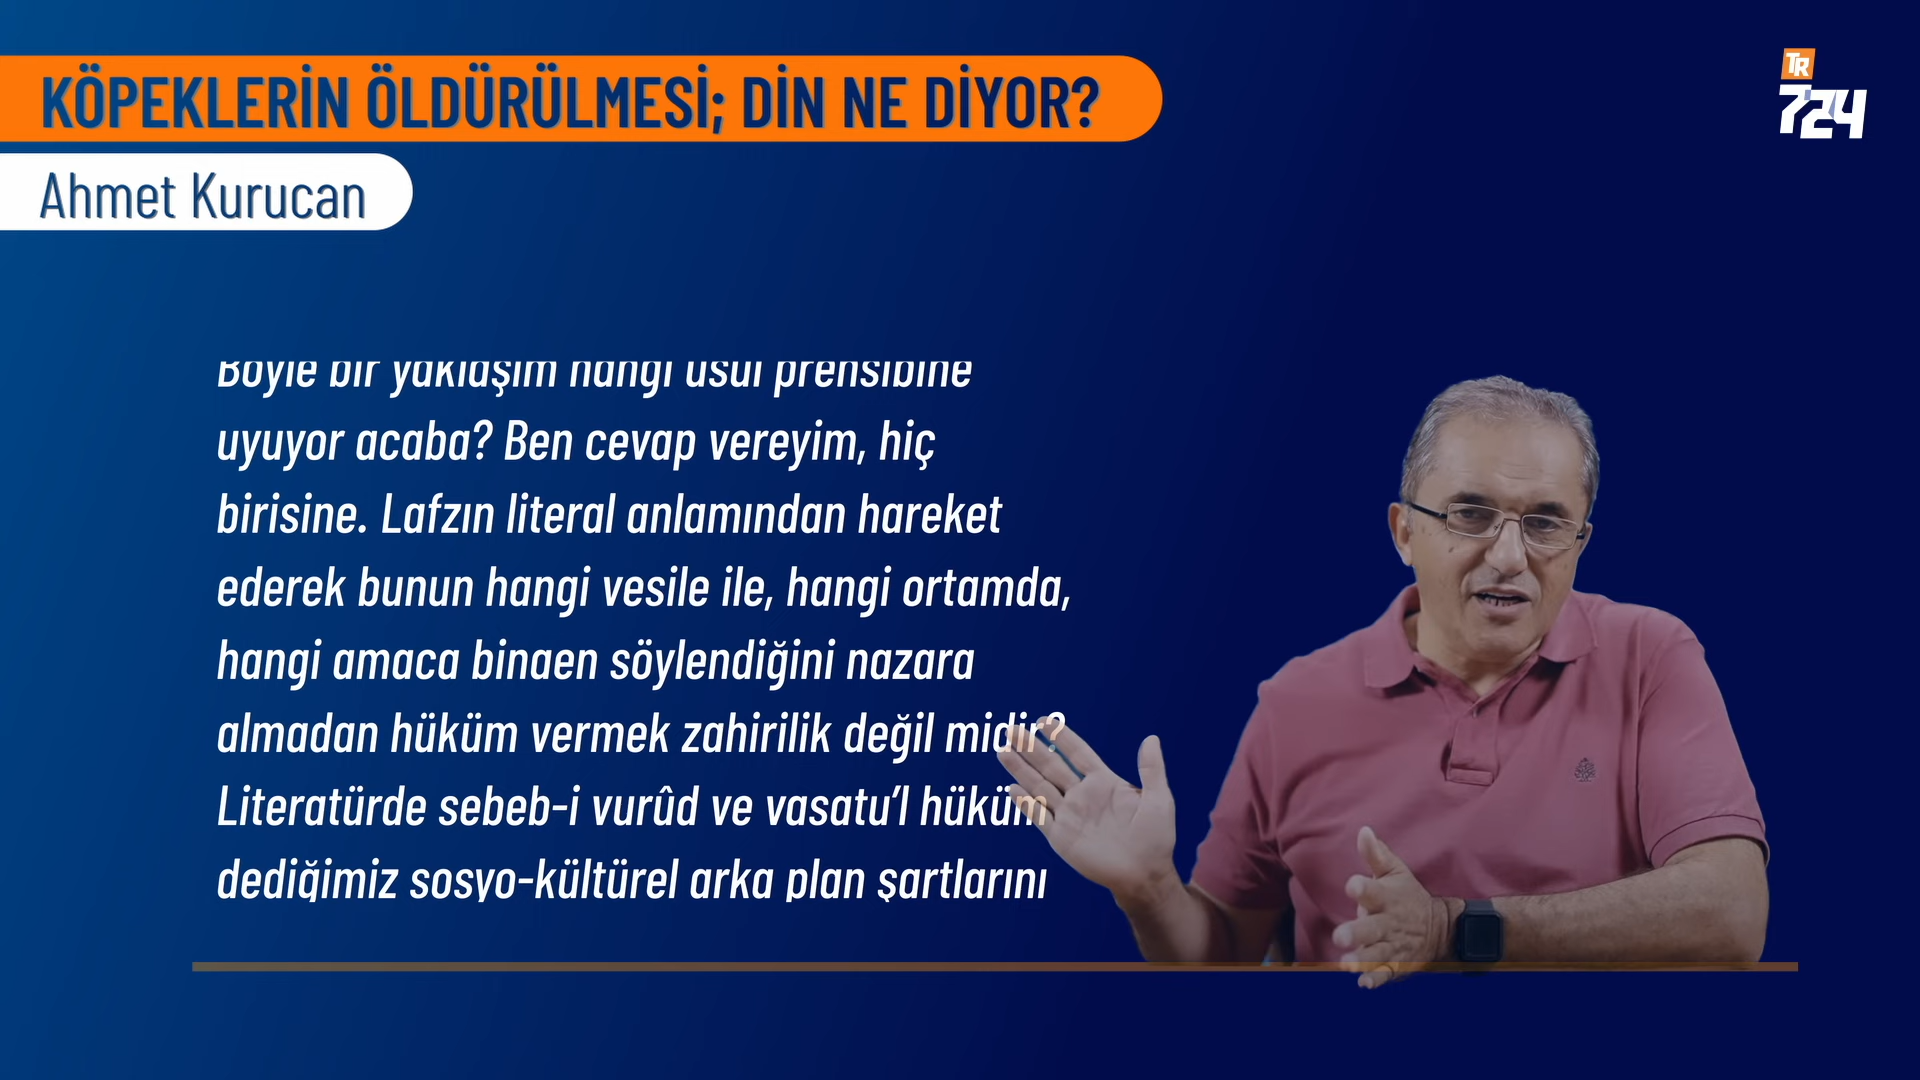 KÖPEKLERİN ÖLDÜRÜLMESİ; DİN NE DİYOR?
TR
724
Ahmet Kurucan
Böyle bir yaklaşım hangi usul prensibine
uyuyor acaba? Ben cevap vereyim, hiç
birisine. Lafzın literal anlamından hareket
ederek bunun hangi vesile ile, hangi ortamda,
hangi amaca binaen söylendiğini nazara
almadan hüküm vermek zahirilik değil midir?
Literatürde sebeb-i vurûd ve vasatu’l hüküm
dediğimiz sosyo-kültürel arka plan şartlarını